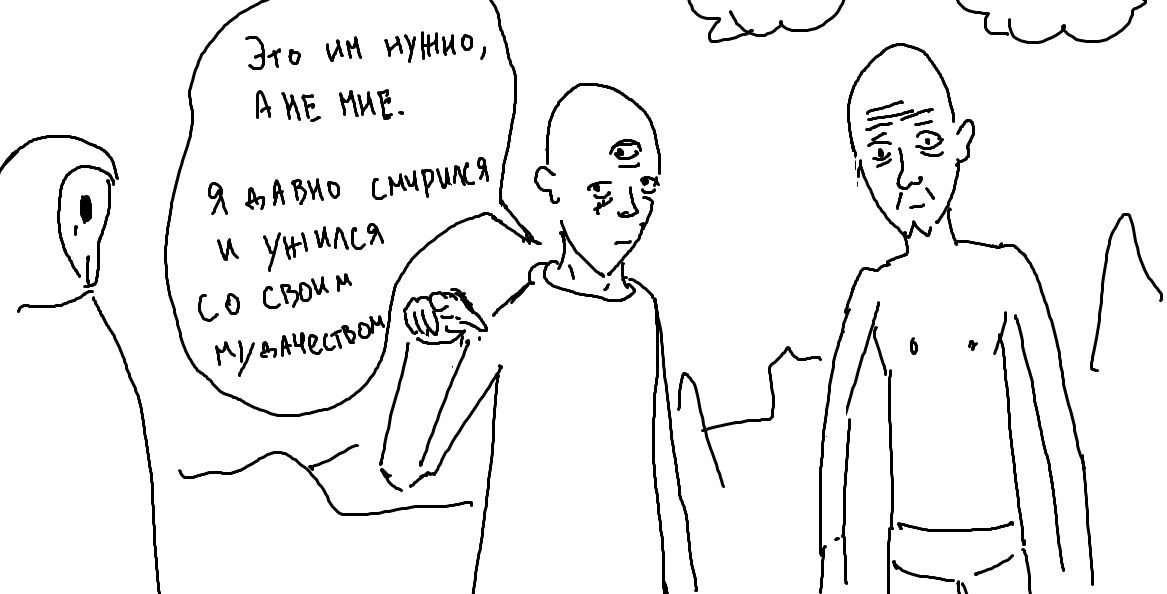 Это им нужно,
а не мне.
Я давно смирился
и ужился
со своим
мудачеством